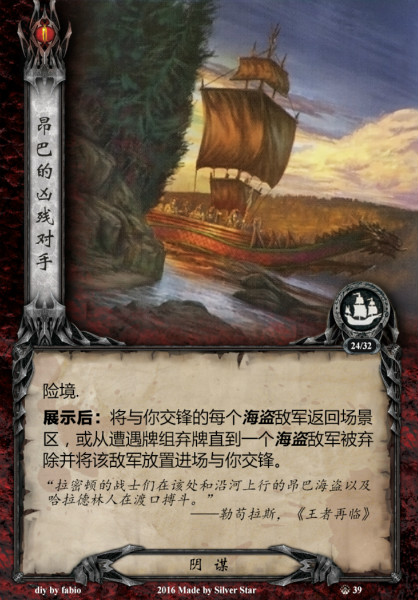 昂巴的凶残对手
24/32
险境.
展示后：将与你交锋的每个海盗敌军返回场景
区，或从遭遇牌组弃牌直到一个海盗敌军被弃
除并将该敌军放置进场与你交锋。
“拉密顿的战士们在该处和沿河上行的昂巴海盗以及
哈拉德林人在渡口搏斗。”
——勒苟拉斯，《王者再临》
阴谋
diy by fabio
2016 Made by Silver Star
39